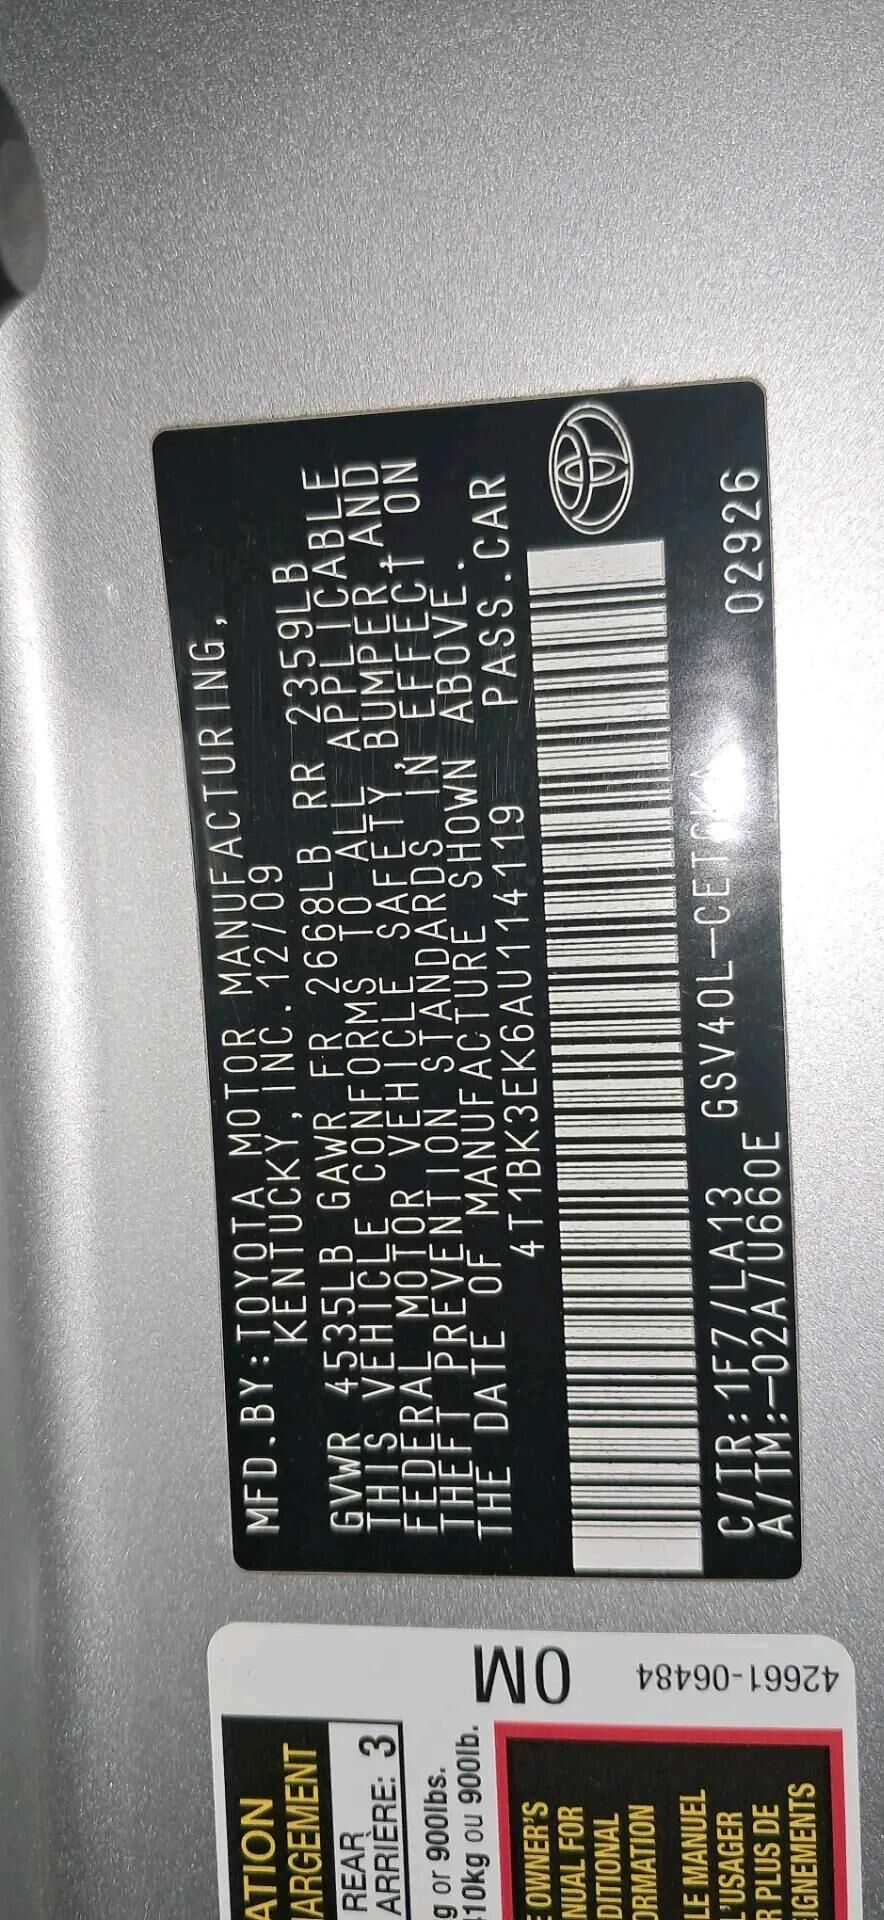 MFD.BY:TOYOTA MOTOR MANUFACTURING,
KENTUCKY,INC. 12/09
GVWR 4535LB GAWR FR 2668LB RR 2359LB
THIS VEHICLE CONFORMS TO ALL APPLICABLE
FEDERAL MOTOR VEHICLE SAFETY, BUMPER, AND
THEFT PREVENTION STANDARDS IN EFFECT ON
THE DATE OF MANUFACTURE SHOWN ABOVE.
4T1BK3EK6AU114119 PASS.CAR
C/TR:1F7/LA13 GSV40L-
A/TM:-02A/U660E 02926
0M
42661-06484
ATION
ARGEMENT
REAR
ARRIÈRE: 3
g or 900lbs.
410kg ou 900lb.
E OWNER'S
NUAL FOR
DITIONAL
ORMATION
LE MANUEL
L'USAGER
R PLUS DE
IGNEMENTS